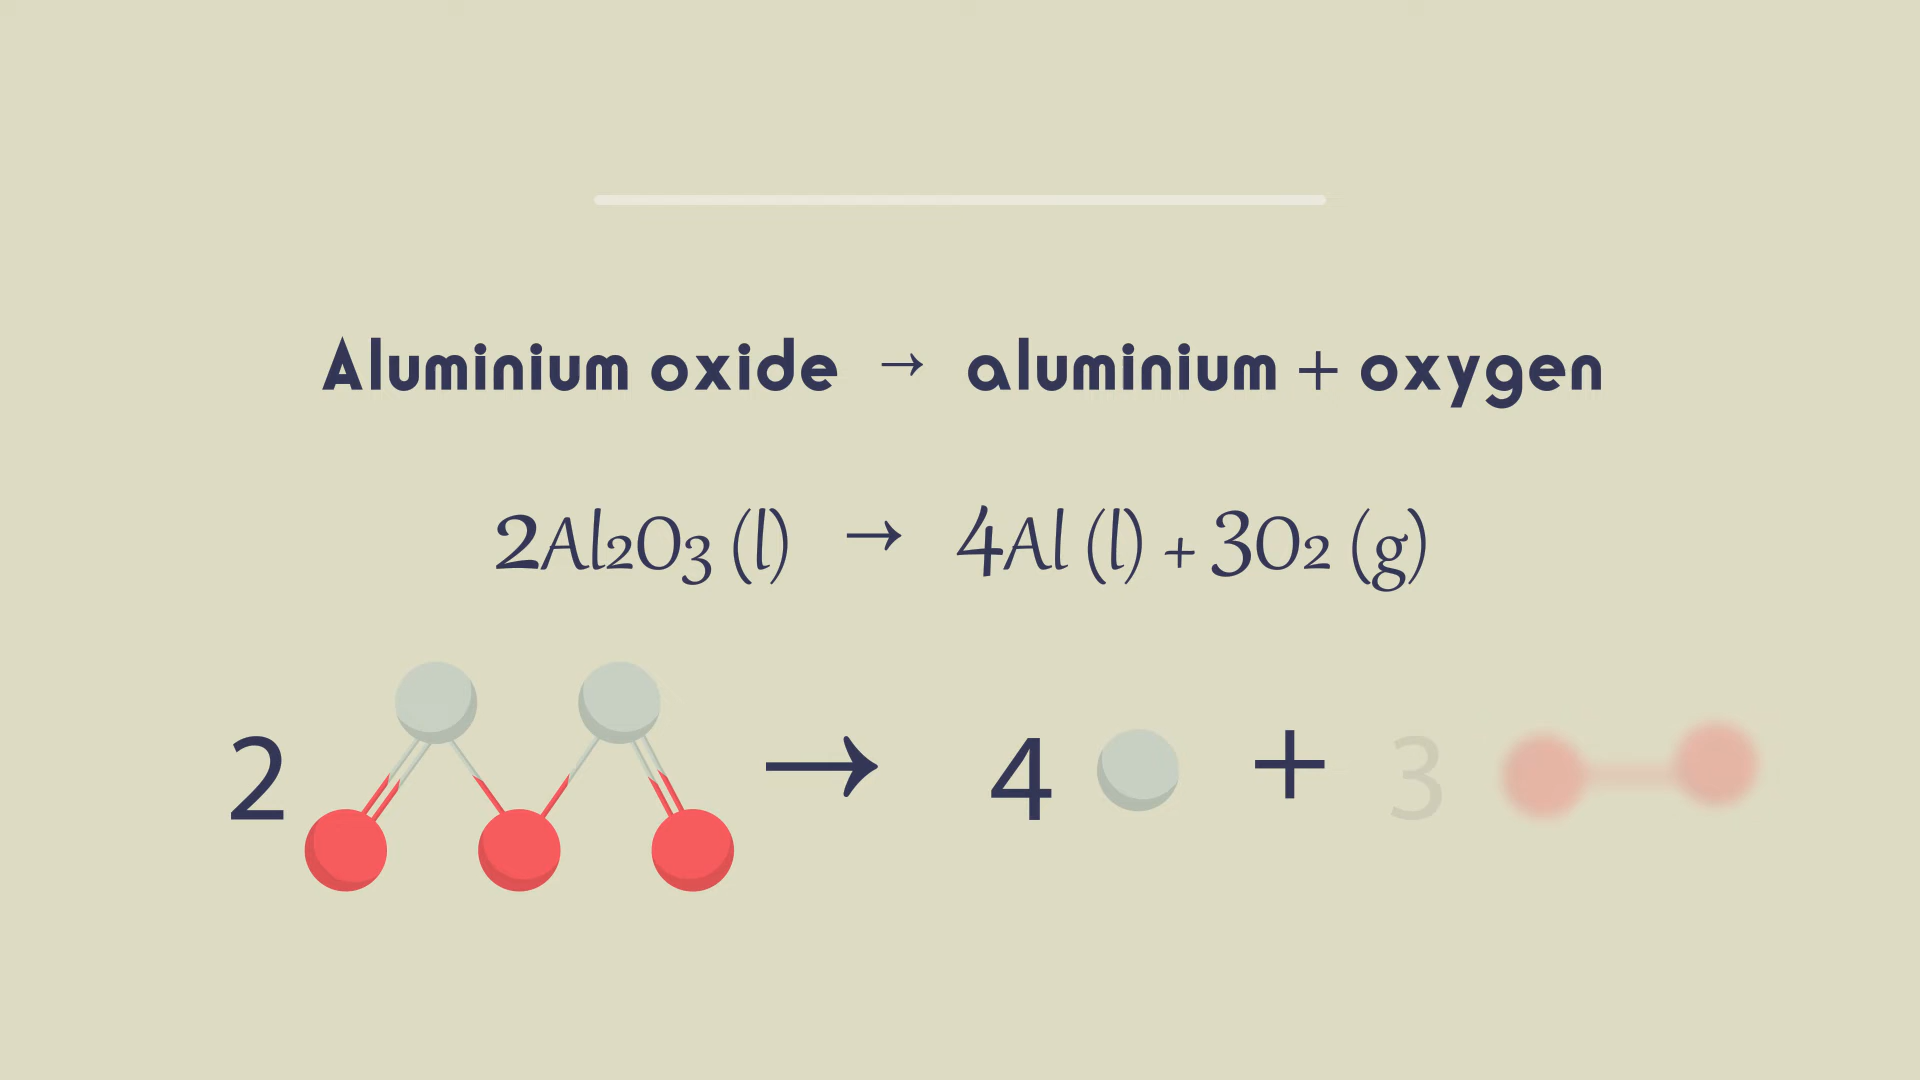 Aluminium oxide → aluminium + oxygen
2Al2O3 (l) → 4Al (l) + 3O2 (g)
2 → 4 + 3